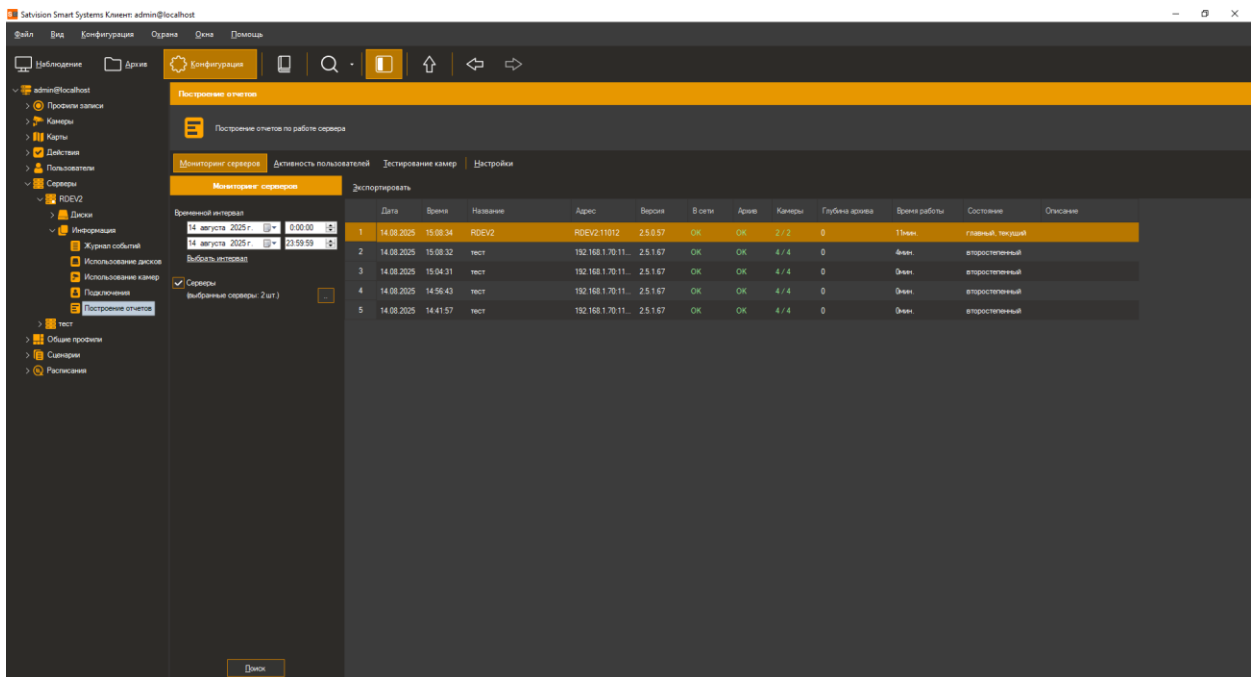 Satvision Smart Systems Клиент: admin@localhost
Файл Вид Конфигурация Охрана Окна Помощь
Наблюдение Архив Конфигурация
admin@localhost
Профили записи
Камеры
Карты
Действия
Пользователи
Серверы
RDEV2
Диски
Информация
Журнал событий
Использование дисков
Использование камер
Подключения
Построение отчетов
тест
Общие профили
Сценарии
Расписания
Построение отчетов
Построение отчетов по работе сервера
Мониторинг серверов Активность пользователей Тестирование камер Настройки
Мониторинг серверов
Временной интервал
14 августа 2025 г. 0:00:00
14 августа 2025 г. 23:59:59
Выбрать интервал
Серверы
(выбранные серверы: 2 шт.) ...
Поиск
Экспортировать
Дата Время Название Адрес Версия В сети Архив Камеры Глубина архива Время работы Состояние Описание
1 14.08.2025 15:08:34 RDEV2 RDEV2:11012 2.5.0.57 OK OK 2 / 2 0 11мин. главный, текущий
2 14.08.2025 15:08:32 тест 192.168.1.70:11... 2.5.1.67 OK OK 4 / 4 0 4мин. второстепенный
3 14.08.2025 15:04:31 тест 192.168.1.70:11... 2.5.1.67 OK OK 4 / 4 0 0мин. второстепенный
4 14.08.2025 14:56:43 тест 192.168.1.70:11... 2.5.1.67 OK OK 4 / 4 0 0мин. второстепенный
5 14.08.2025 14:41:57 тест 192.168.1.70:11... 2.5.1.67 OK OK 4 / 4 0 0мин. второстепенный